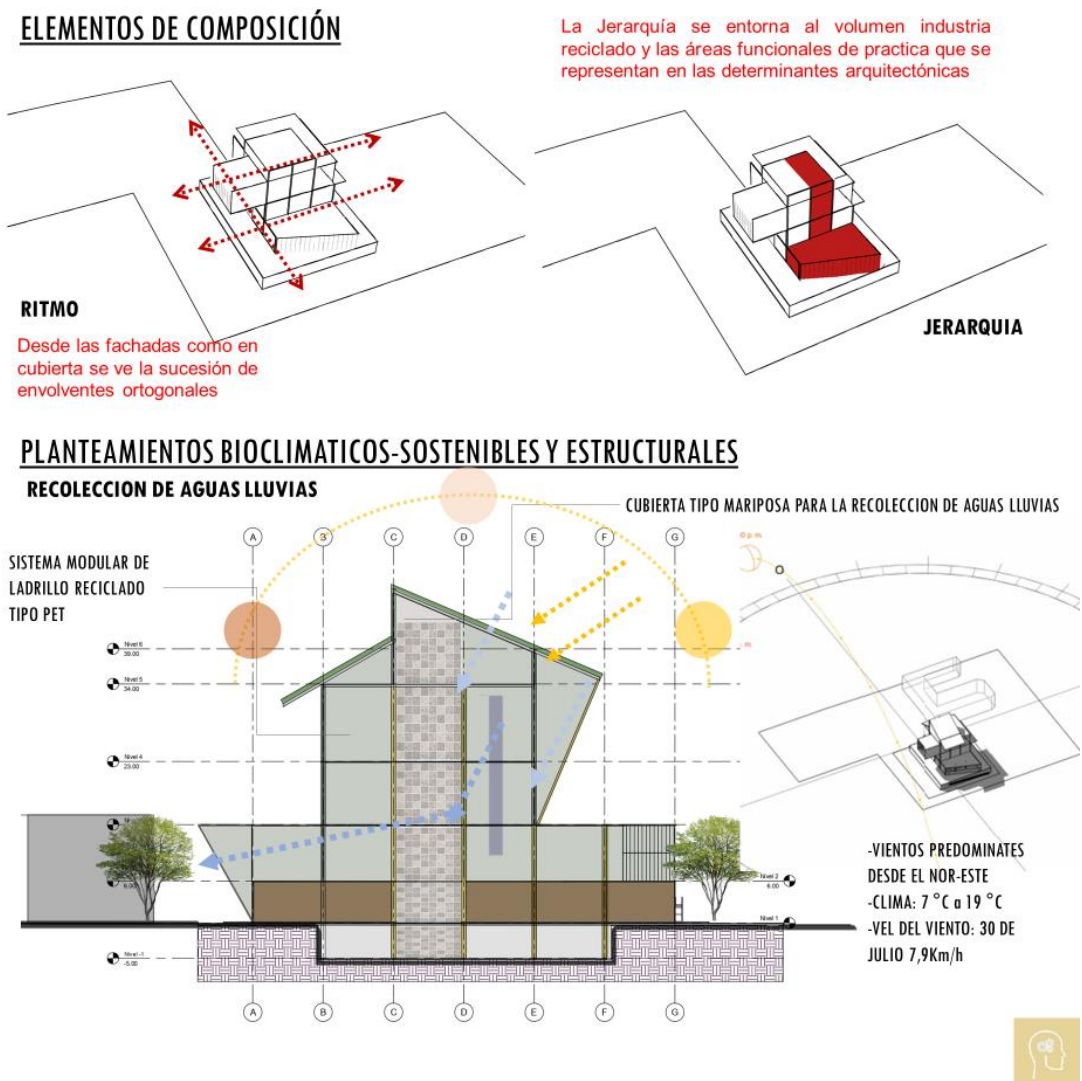 ELEMENTOS DE COMPOSICIÓN
La Jerarquía se entorna al volumen industria
reciclado y las áreas funcionales de practica que se
representan en las determinantes arquitectónicas
RITMO
Desde las fachadas como en
cubierta se ve la sucesión de
envolventes ortogonales
JERARQUIA
PLANTEAMIENTOS BIOCLIMATICOS-SOSTENIBLES Y ESTRUCTURALES
RECOLECCION DE AGUAS LLUVIAS
CUBIERTA TIPO MARIPOSA PARA LA RECOLECCION DE AGUAS LLUVIAS
SISTEMA MODULAR DE
LADRILLO RECICLADO
TIPO PET
A
C
D
E
F
G
p.m.
O
Nivel 6
39.00
Nivel 5
34.00
Nivel 4
23.00
6.00
Nivel 2
6.00
Nivel 1
Nivel -1
-5.00
-VIENTOS PREDOMINATES
DESDE EL NOR-ESTE
-CLIMA: 7 °C a 19 °C
-VEL DEL VIENTO: 30 DE
JULIO 7,9Km/h
A
B
C
D
E
F
G